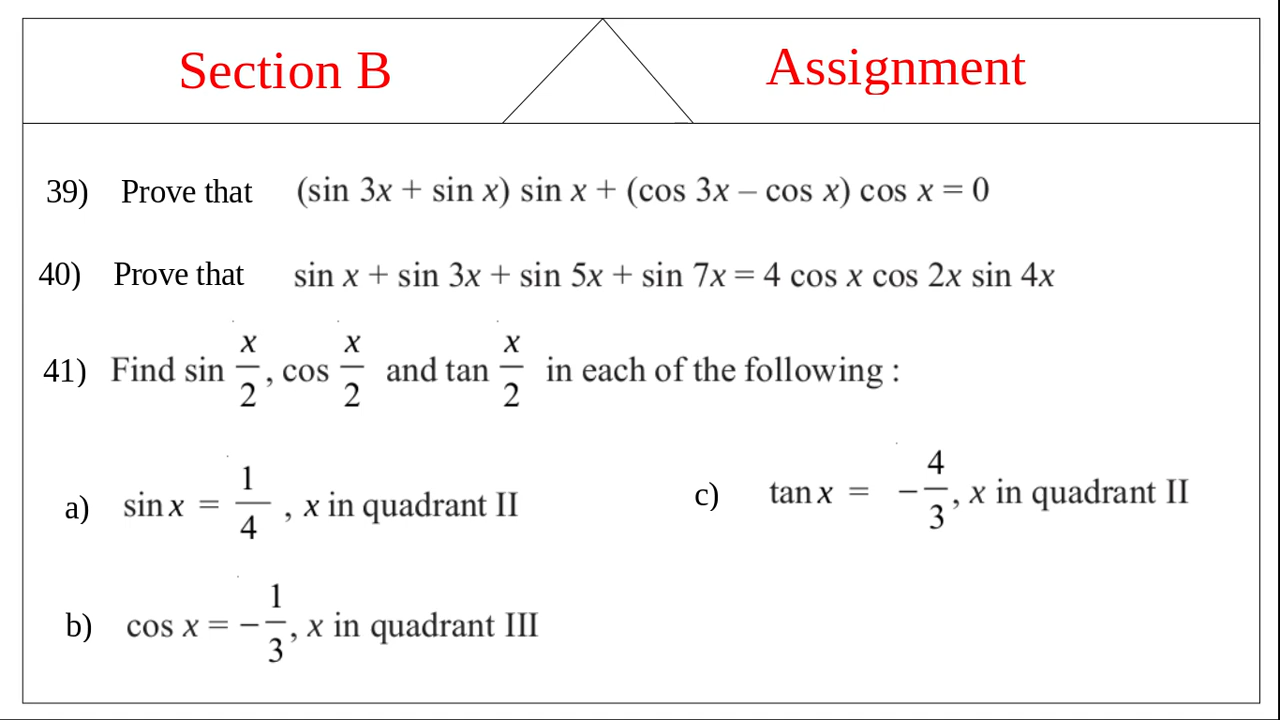 Section B
Assignment
39) Prove that (sin 3x + sin x) sin x + (cos 3x – cos x) cos x = 0
40) Prove that sin x + sin 3x + sin 5x + sin 7x = 4 cos x cos 2x sin 4x
41) Find sin x/2, cos x/2 and tan x/2 in each of the following :
a) sin x = 1/4 , x in quadrant II
c) tan x = −4/3, x in quadrant II
b) cos x = −1/3, x in quadrant III